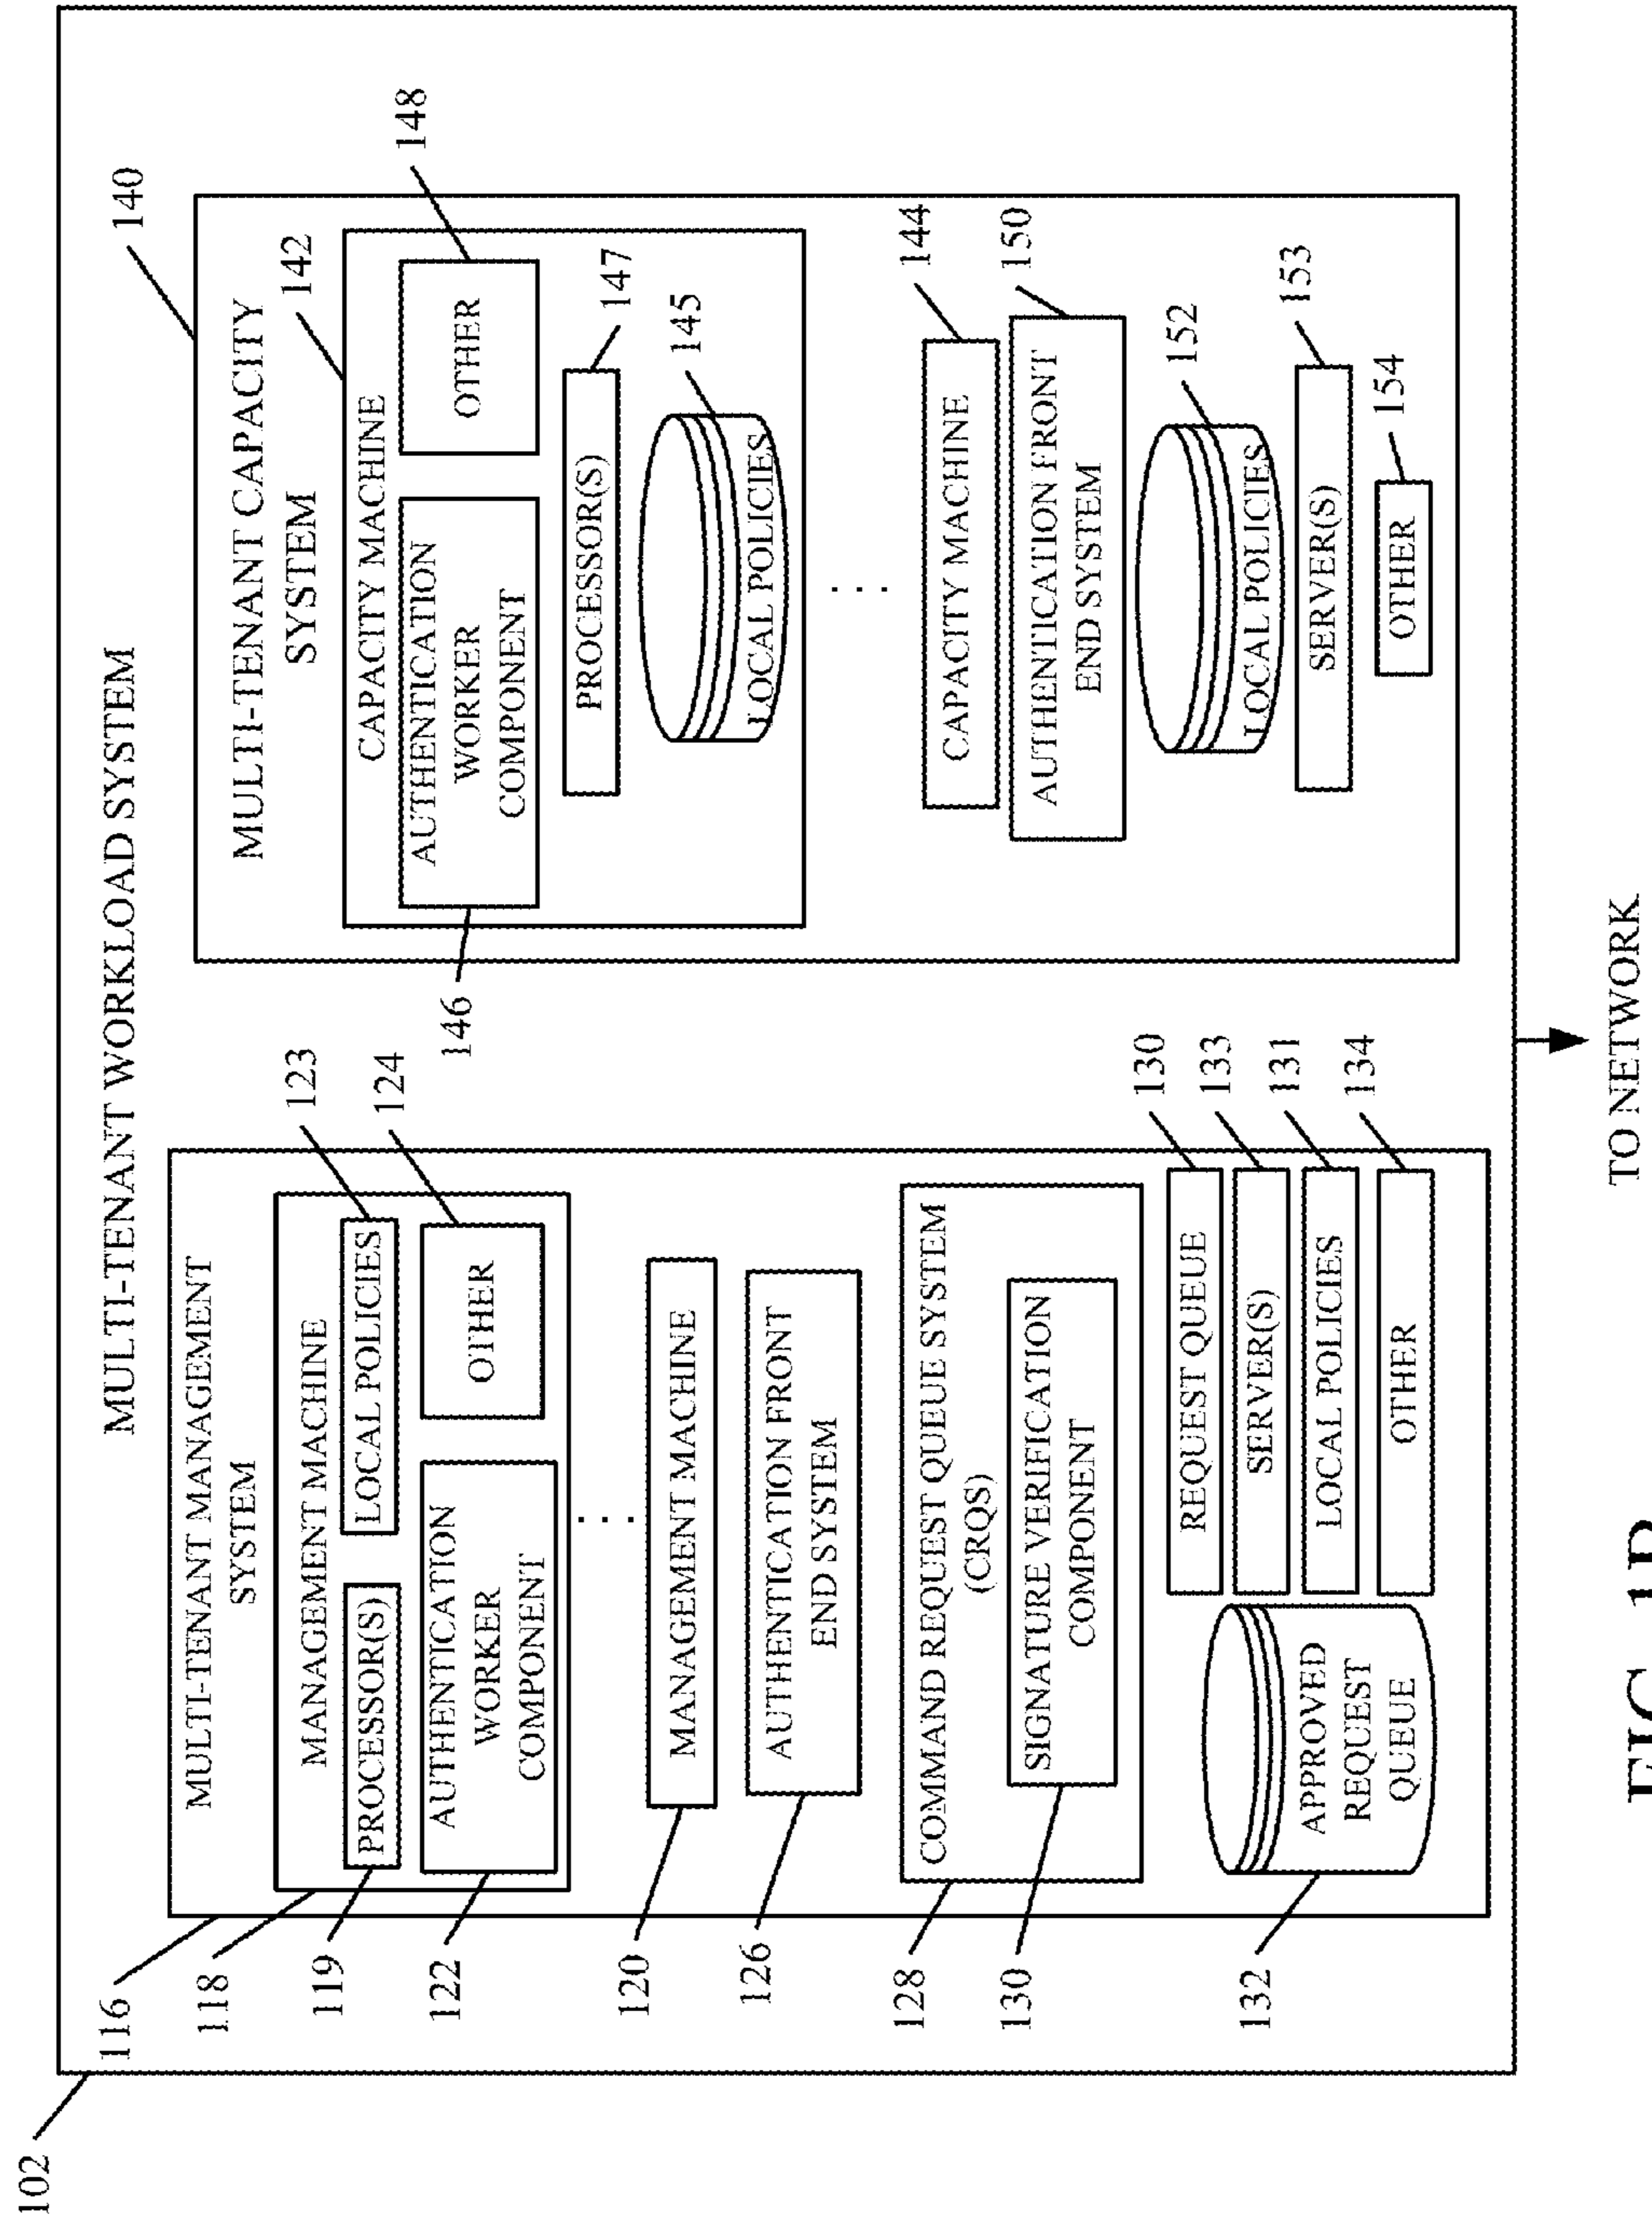 MULTI-TENANT WORKLOAD SYSTEM
102
116
MULTI-TENANT MANAGEMENT
SYSTEM
118
MANAGEMENT MACHINE
119
PROCESSOR(S)
LOCAL POLICIES
123
122
AUTHENTICATION
WORKER
COMPONENT
OTHER
124
. . .
120
MANAGEMENT MACHINE
126
AUTHENTICATION FRONT
END SYSTEM
128
COMMAND REQUEST QUEUE SYSTEM
(CRQS)
130
SIGNATURE VERIFICATION
COMPONENT
132
APPROVED
REQUEST
QUEUE
REQUEST QUEUE
130
SERVER(S)
133
LOCAL POLICIES
131
OTHER
134
140
MULTI-TENANT CAPACITY
SYSTEM
142
CAPACITY MACHINE
146
AUTHENTICATION
WORKER
COMPONENT
OTHER
148
PROCESSOR(S)
147
LOCAL POLICIES
145
. . .
CAPACITY MACHINE
144
AUTHENTICATION FRONT
END SYSTEM
150
LOCAL POLICIES
152
SERVER(S)
153
OTHER
154
TO NETWORK